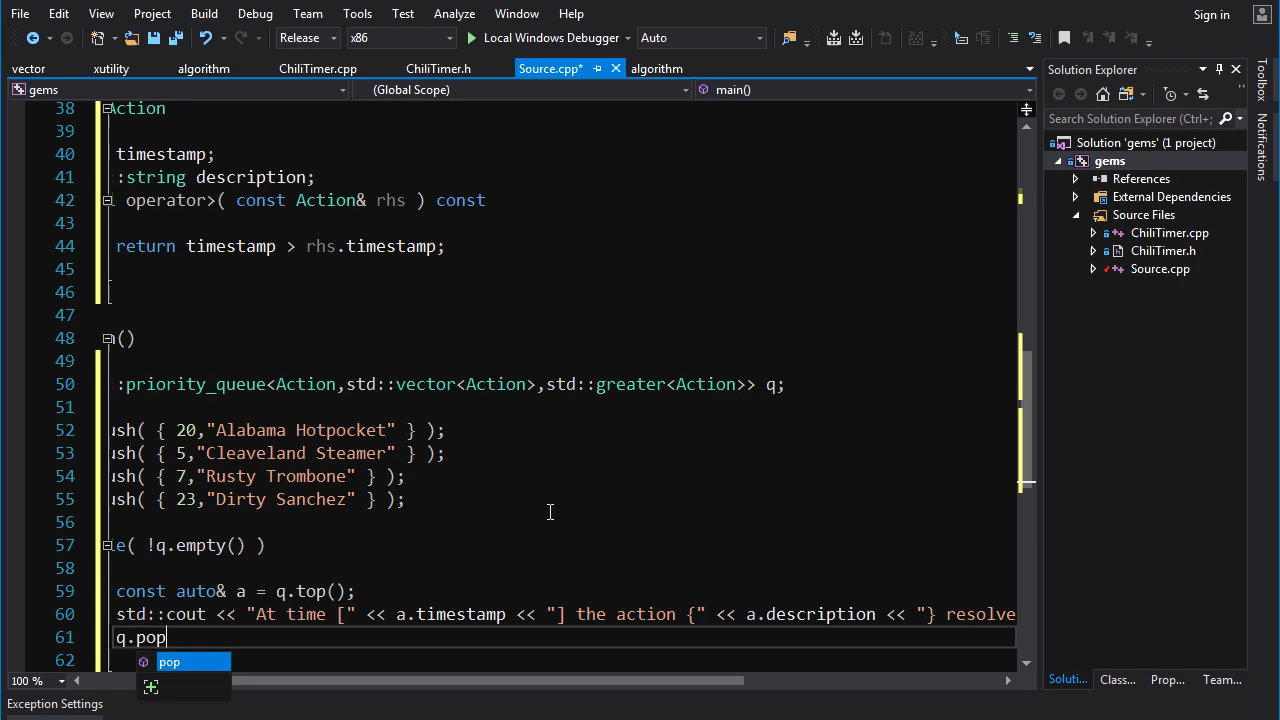 File Edit View Project Build Debug Team Tools Test Analyze Window Help Sign in
Release x86 Local Windows Debugger Auto
vector xutility algorithm ChiliTimer.cpp ChiliTimer.h Source.cpp* algorithm
gems (Global Scope) main()
38 Action
39
40 timestamp;
41 :string description;
42 operator>( const Action& rhs ) const
43
44 return timestamp > rhs.timestamp;
45
46
47
48 ()
49
50 :priority_queue<Action,std::vector<Action>,std::greater<Action>> q;
51
52 ush( { 20,"Alabama Hotpocket" } );
53 ush( { 5,"Cleaveland Steamer" } );
54 ush( { 7,"Rusty Trombone" } );
55 ush( { 23,"Dirty Sanchez" } );
56
57 e( !q.empty() )
58
59 const auto& a = q.top();
60 std::cout << "At time [" << a.timestamp << "] the action {" << a.description << "} resolve
61 q.pop
62
pop
100 %
Exception Settings
Solution Explorer
Search Solution Explorer (Ctrl+;
Solution 'gems' (1 project)
gems
References
External Dependencies
Source Files
ChiliTimer.cpp
ChiliTimer.h
Source.cpp
Soluti... Class... Prop... Team...
Toolbox
Notifications